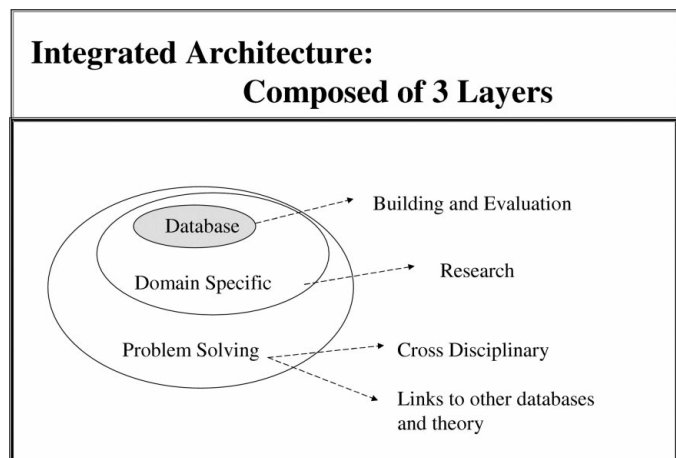 Integrated Architecture:
Composed of 3 Layers
Database
Building and Evaluation
Domain Specific
Research
Problem Solving
Cross Disciplinary
Links to other databases
and theory